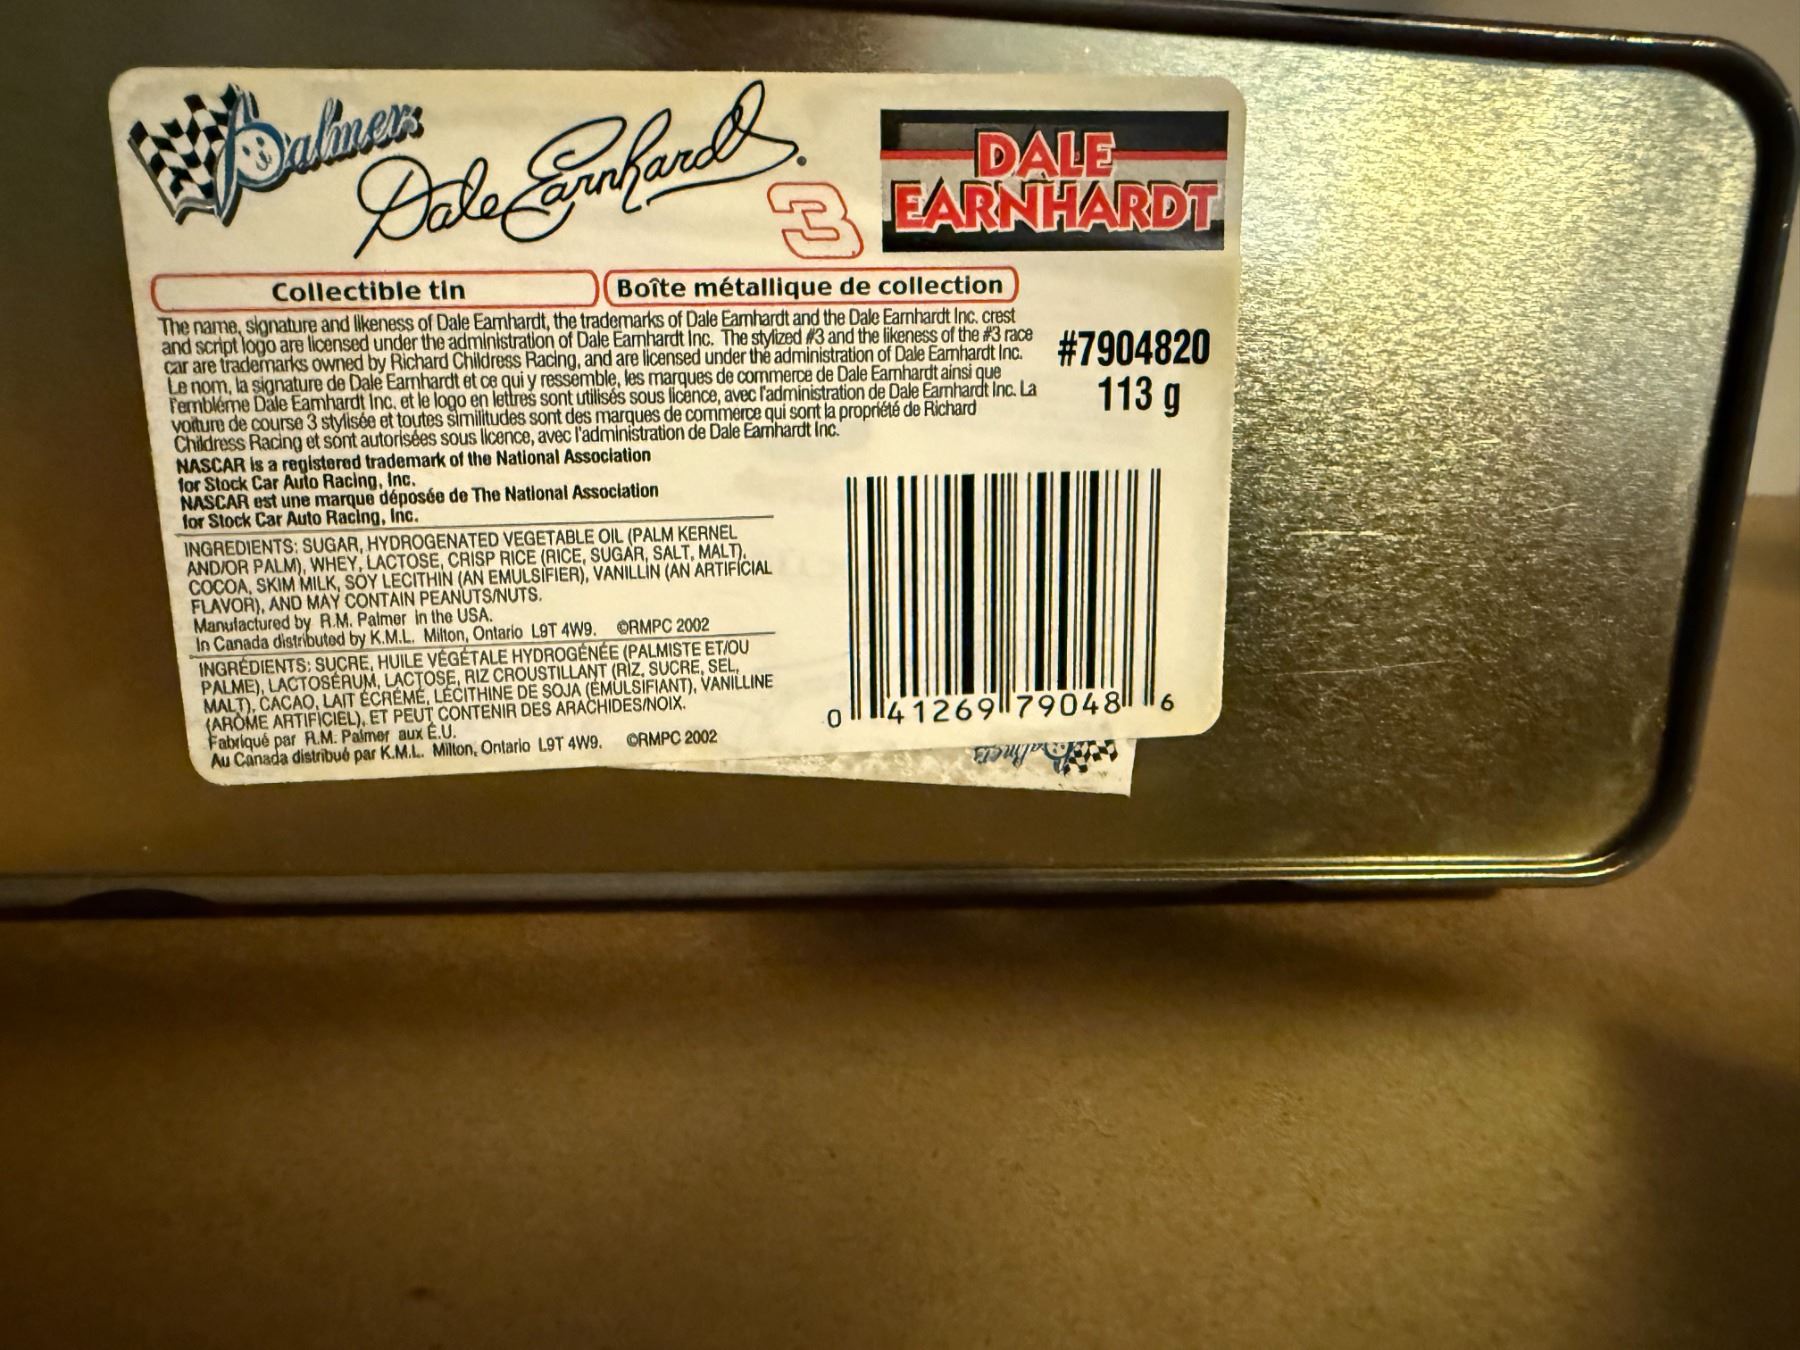 Palmer
Dale Earnhardt
3
DALE
EARNHARDT
Collectible tin
Boîte métallique de collection
The name, signature and likeness of Dale Earnhardt, the trademarks of Dale Earnhardt and the Dale Earnhardt Inc. crest
and script logo are licensed under the administration of Dale Earnhardt Inc. The stylized #3 and the likeness of the #3 race
car are trademarks owned by Richard Childress Racing, and are licensed under the administration of Dale Earnhardt Inc.
Le nom, la signature de Dale Earnhardt et ce qui y ressemble, les marques de commerce de Dale Earnhardt ainsi que
l'emblème Dale Earnhardt Inc, et le logo en lettres sont utilisés sous licence, avec l'administration de Dale Earnhardt Inc. La
voiture de course 3 stylisée et toutes similitudes sont des marques de commerce qui sont la propriété de Richard
Childress Racing et sont autorisées sous licence, avec l'administration de Dale Earnhardt Inc.
#7904820
113 g
NASCAR is a registered trademark of the National Association
for Stock Car Auto Racing, Inc.
NASCAR est une marque déposée de The National Association
for Stock Car Auto Racing, Inc.
INGREDIENTS: SUGAR, HYDROGENATED VEGETABLE OIL (PALM KERNEL
AND/OR PALM), WHEY, LACTOSE, CRISP RICE (RICE, SUGAR, SALT, MALT),
COCOA, SKIM MILK, SOY LECITHIN (AN EMULSIFIER), VANILLIN (AN ARTIFICIAL
FLAVOR), AND MAY CONTAIN PEANUTS/NUTS.
Manufactured by R.M. Palmer in the USA.
In Canada distributed by K.M.L. Milton, Ontario L9T 4W9. ©RMPC 2002
INGRÉDIENTS: SUCRE, HUILE VÉGÉTALE HYDROGÉNÉE (PALMISTE ET/OU
PALME), LACTOSÉRUM, LACTOSE, RIZ CROUSTILLANT (RIZ, SUCRE, SEL,
MALT), CACAO, LAIT ÉCRÉMÉ, LÉCITHINE DE SOJA (ÉMULSIFIANT), VANILLINE
(ARÔME ARTIFICIEL), ET PEUT CONTENIR DES ARACHIDES/NOIX.
Fabriqué par R.M. Palmer aux É.U.
Au Canada distribué par K.M.L. Milton, Ontario L9T 4W9. ©RMPC 2002
0 41269 79048 6
Palmer